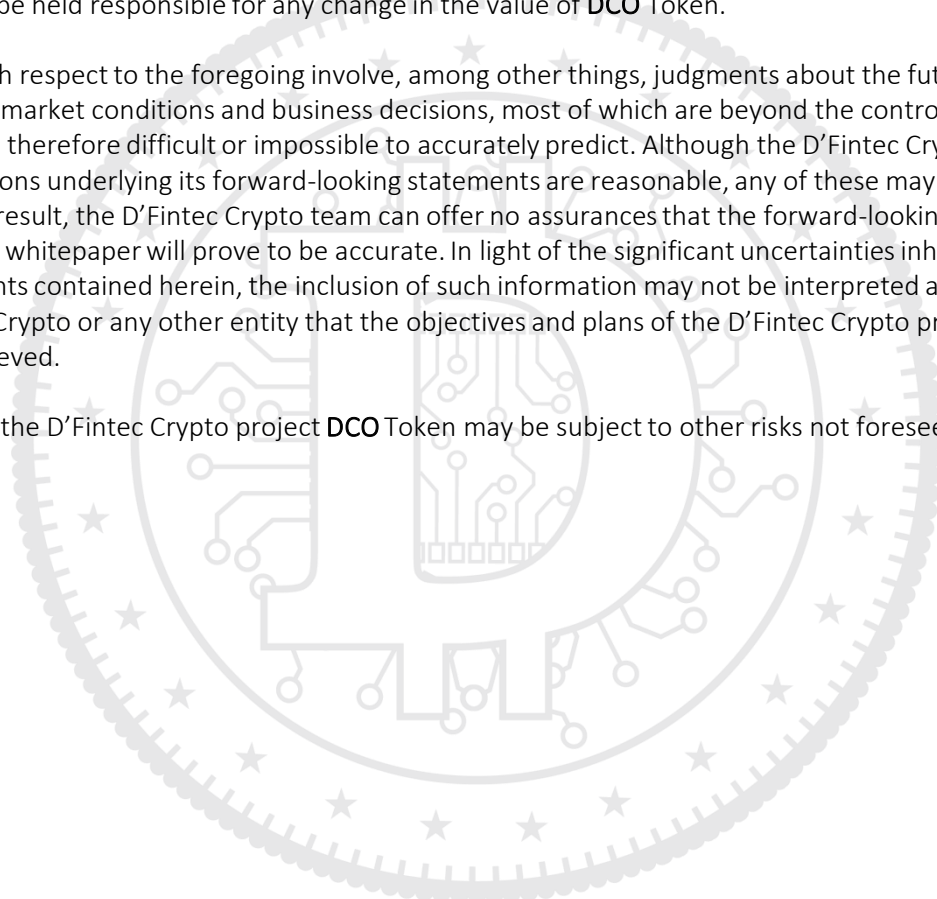 be held responsible for any change in the value of DCO Token.
h respect to the foregoing involve, among other things, judgments about the fut
market conditions and business decisions, most of which are beyond the contro
therefore difficult or impossible to accurately predict. Although the D’Fintec Cry
ons underlying its forward-looking statements are reasonable, any of these may
result, the D’Fintec Crypto team can offer no assurances that the forward-lookin
whitepaper will prove to be accurate. In light of the significant uncertainties inh
nts contained herein, the inclusion of such information may not be interpreted a
Crypto or any other entity that the objectives and plans of the D’Fintec Crypto pr
eved.
the D’Fintec Crypto project DCO Token may be subject to other risks not foresee